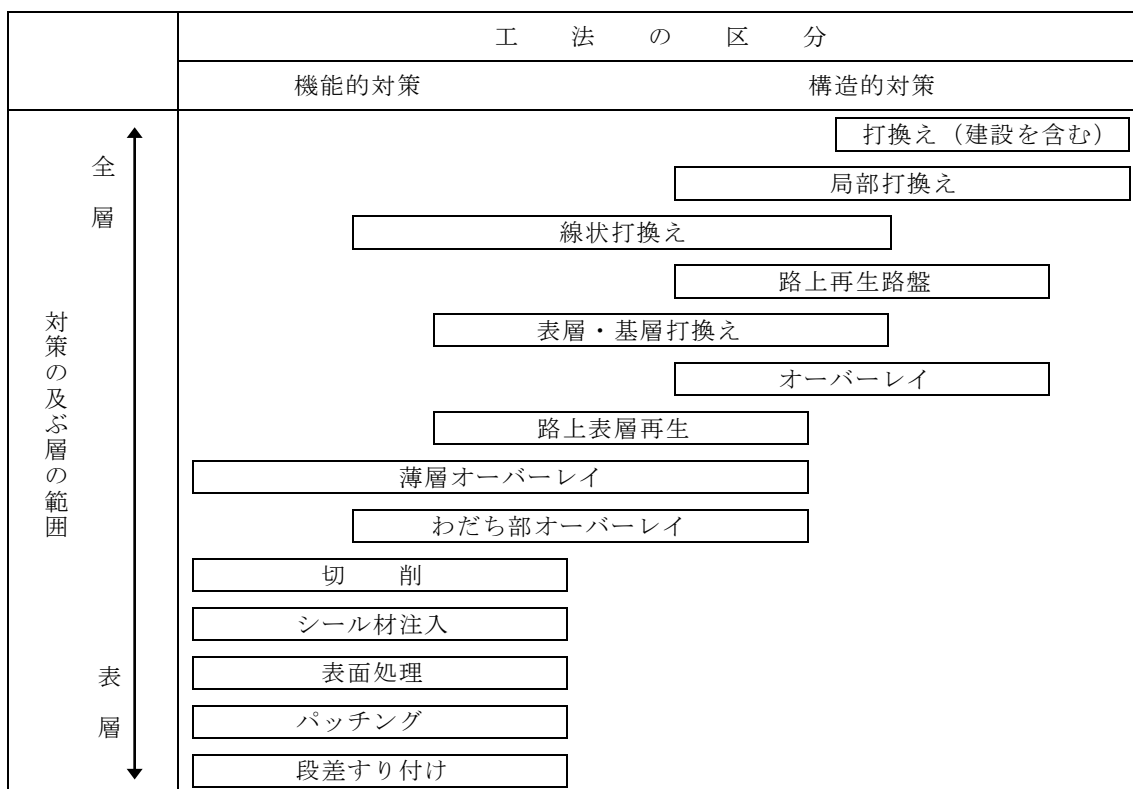 工　法　の　区　分
機能的対策
構造的対策
全層
対策の及ぶ層の範囲
表層
打換え（建設を含む）
局部打換え
線状打換え
路上再生路盤
表層・基層打換え
オーバーレイ
路上表層再生
薄層オーバーレイ
わだち部オーバーレイ
切　削
シール材注入
表面処理
パッチング
段差すり付け